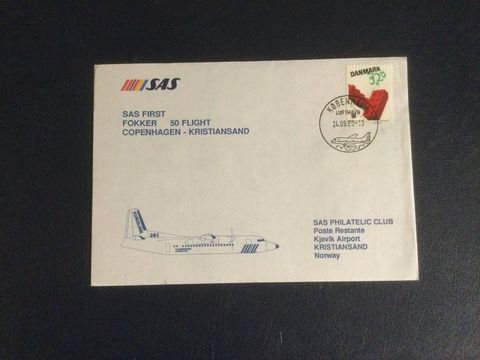 SAS
SAS FIRST
FOKKER 50 FLIGHT
COPENHAGEN - KRISTIANSAND
DANMARK
320
KØBENHAVN
LUFTHAVN
SAS
SAS PHILATELIC CLUB
Poste Restante
Kjevik Airport
KRISTIANSAND
Norway